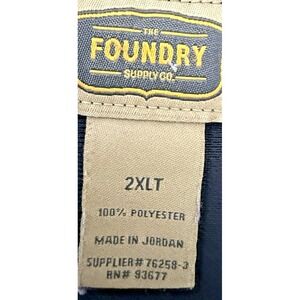 THE
FOUNDRY
SUPPLY CO.
2XLT
100% POLYESTER
MADE IN JORDAN
SUPPLIER# 76258-3
RN# 93677